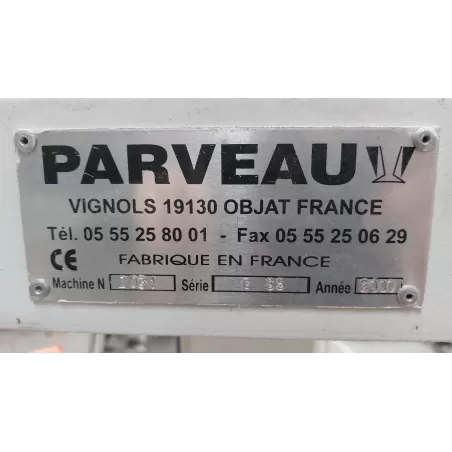 PARVEAU
VIGNOLS 19130 OBJAT FRANCE
Tél. 05 55 25 80 01 - Fax 05 55 25 06 29
CE FABRIQUE EN FRANCE
Machine N Série Année 2000